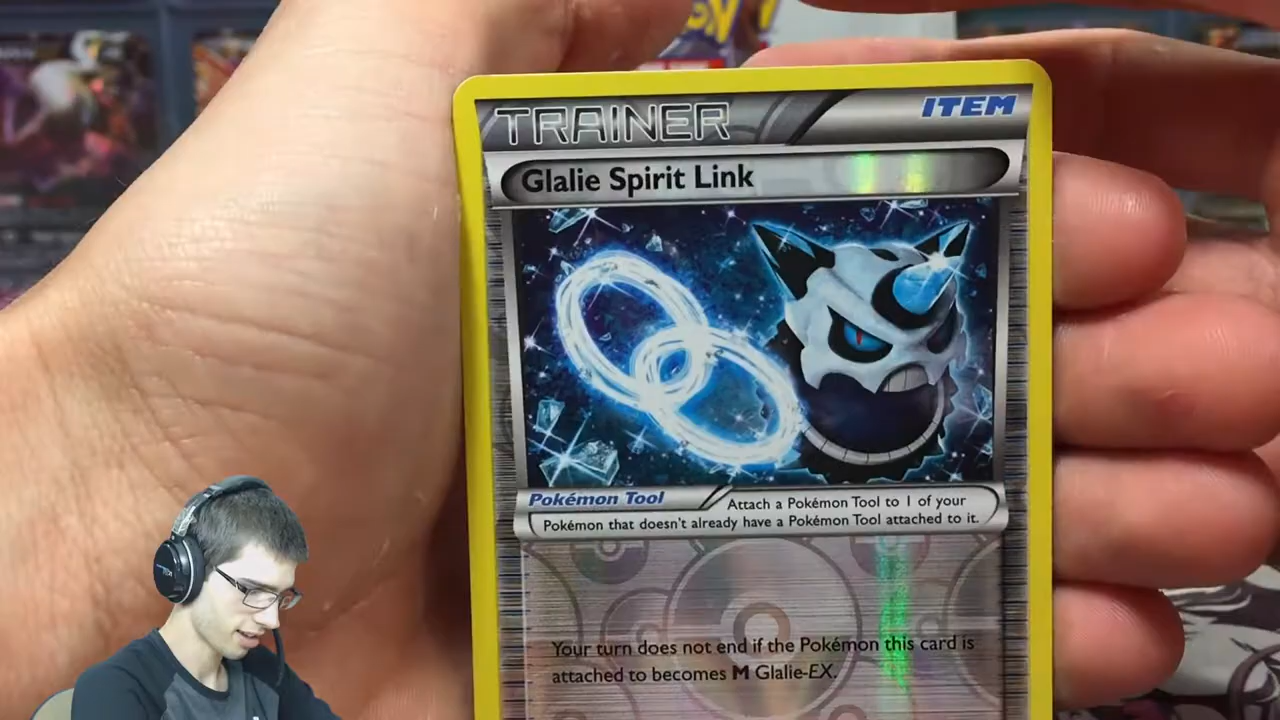 TRAINER
ITEM
Glalie Spirit Link
Pokémon Tool
Attach a Pokémon Tool to 1 of your
Pokémon that doesn't already have a Pokémon Tool attached to it.
Your turn does not end if the Pokémon this card is
attached to becomes M Glalie-EX.